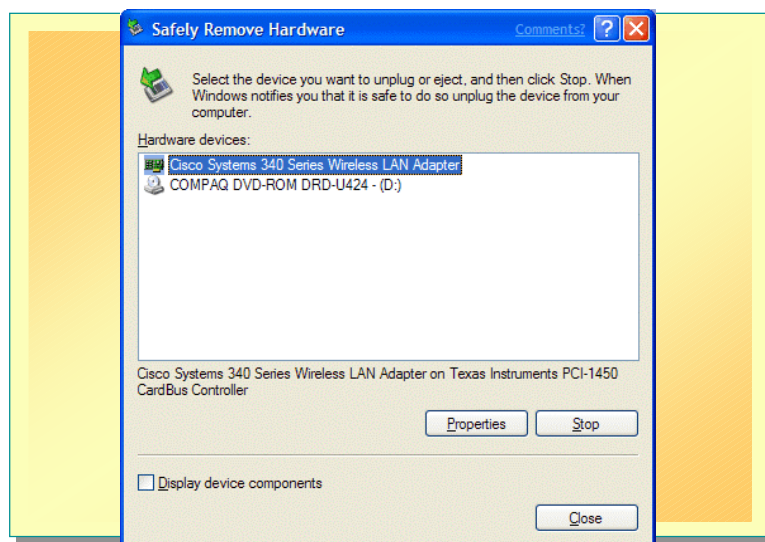 Safely Remove Hardware
Comments?
Select the device you want to unplug or eject, and then click Stop. When
Windows notifies you that it is safe to do so unplug the device from your
computer.
Hardware devices:
Cisco Systems 340 Series Wireless LAN Adapter
COMPAQ DVD-ROM DRD-U424 - (D:)
Cisco Systems 340 Series Wireless LAN Adapter on Texas Instruments PCI-1450
CardBus Controller
Properties
Stop
Display device components
Close